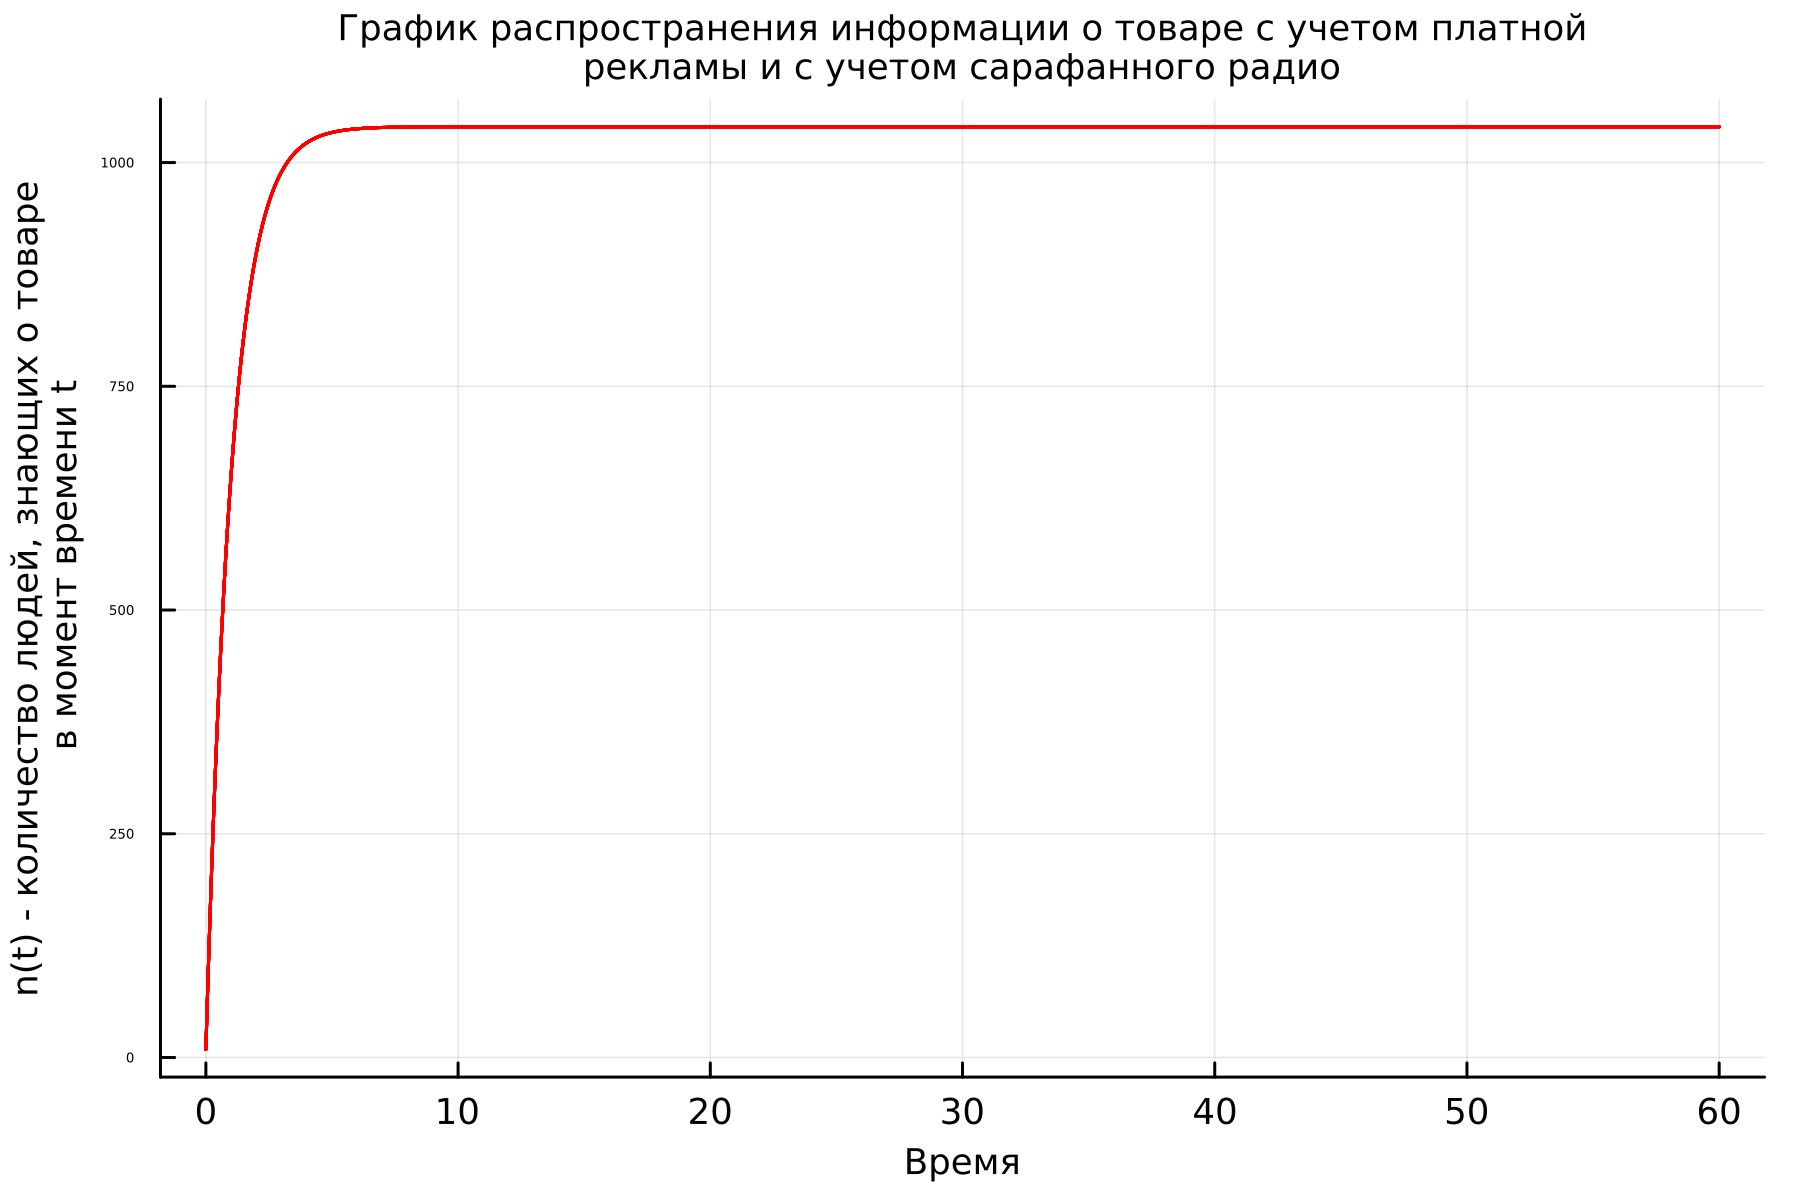 График распространения информации о товаре с учетом платной
рекламы и с учетом сарафанного радио
n(t) - количество людей, знающих о товаре
в момент времени t
1000
750
500
250
0
0 10 20 30 40 50 60
Время